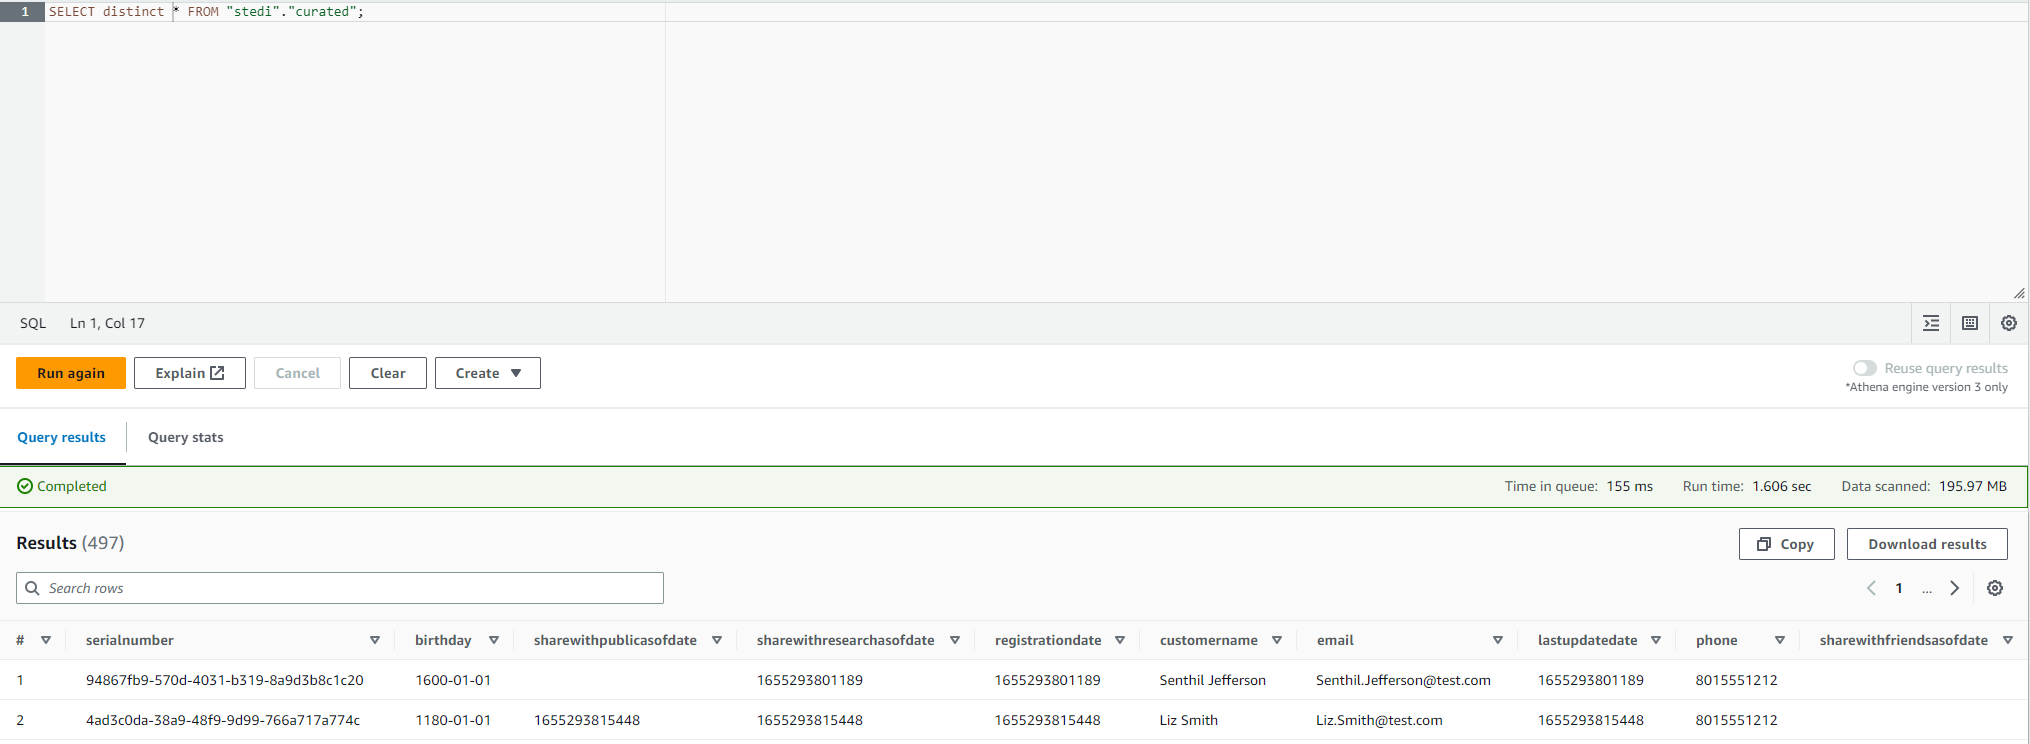 1 SELECT distinct * FROM "stedi"."curated";
SQL Ln 1, Col 17
Run again Explain Cancel Clear Create Reuse query results
*Athena engine version 3 only
Query results Query stats
Completed Time in queue: 155 ms Run time: 1.606 sec Data scanned: 195.97 MB
Results (497) Copy Download results
Search rows 1 ...
# serialnumber birthday sharewithpublicasofdate sharewithresearchasofdate registrationdate customername email lastupdatedate phone sharewithfriendsasofdate
1 94867fb9-570d-4031-b319-8a9d3b8c1c20 1600-01-01 1655293801189 1655293801189 Senthil Jefferson Senthil.Jefferson@test.com 1655293801189 8015551212
2 4ad3c0da-38a9-48f9-9d99-766a717a774c 1180-01-01 1655293815448 1655293815448 1655293815448 Liz Smith Liz.Smith@test.com 1655293815448 8015551212